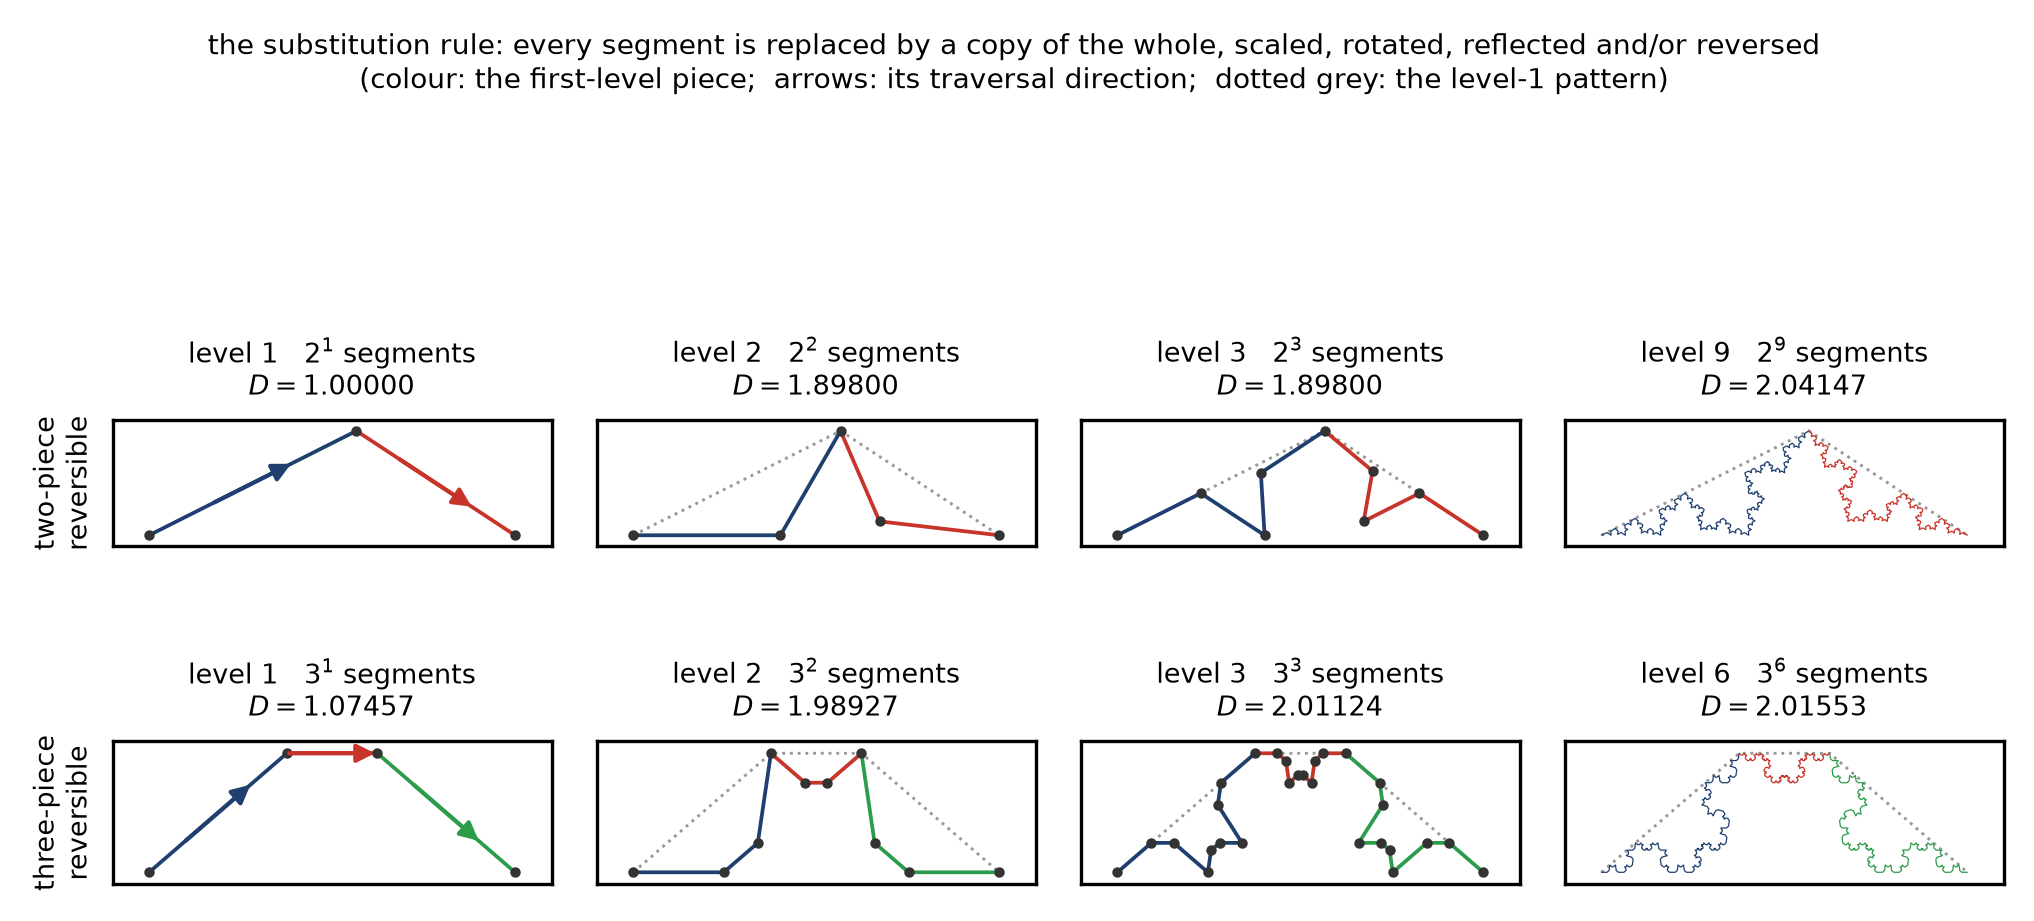 the substitution rule: every segment is replaced by a copy of the whole, scaled, rotated, reflected and/or reversed
(colour: the first-level piece;  arrows: its traversal direction;  dotted grey: the level-1 pattern)
level 1   2¹ segments
D = 1.00000
level 2   2² segments
D = 1.89800
level 3   2³ segments
D = 1.89800
level 9   2⁹ segments
D = 2.04147
two-piece
reversible
level 1   3¹ segments
D = 1.07457
level 2   3² segments
D = 1.98927
level 3   3³ segments
D = 2.01124
level 6   3⁶ segments
D = 2.01553
three-piece
reversible